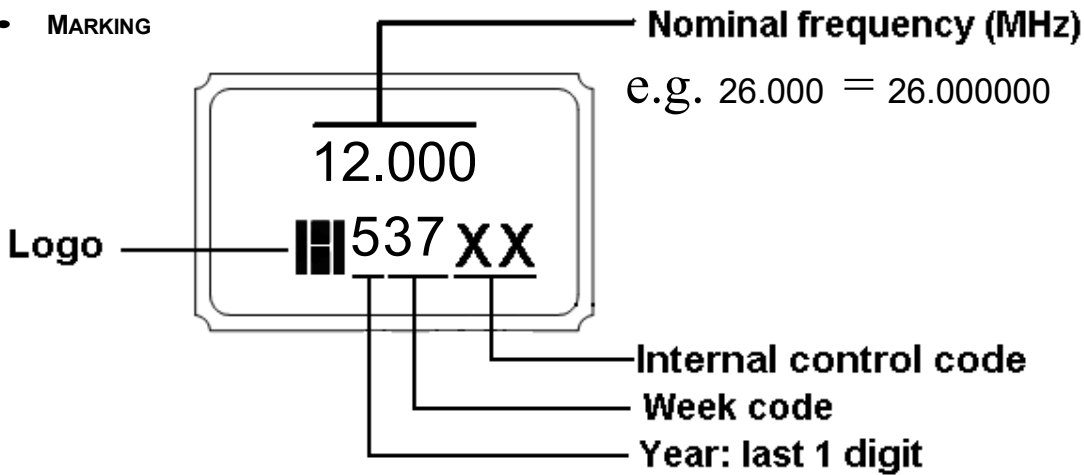 • MARKING
Nominal frequency (MHz)
e.g. 26.000 = 26.000000
12.000
Logo
537 XX
Internal control code
Week code
Year: last 1 digit